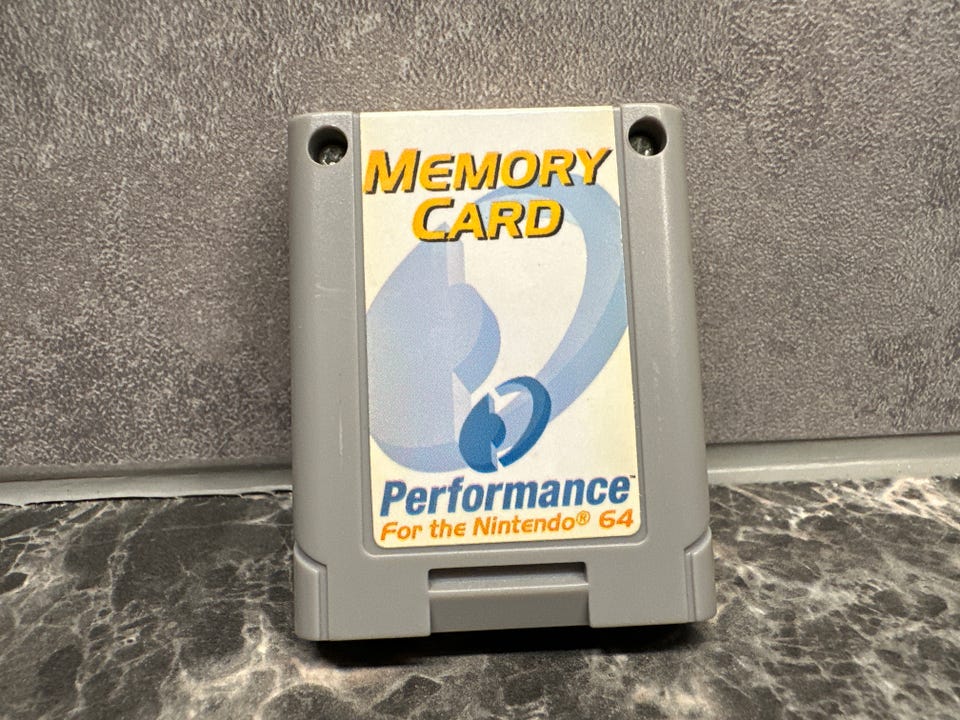 MEMORY
CARD
Performance™
For the Nintendo® 64